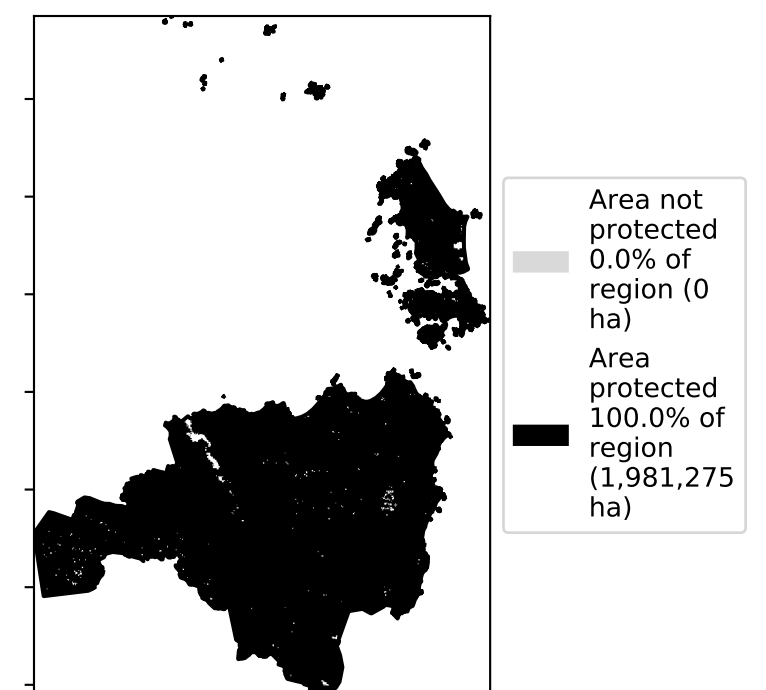 Area not
protected
0.0% of
region (0
ha)
Area
protected
100.0% of
region
(1,981,275
ha)